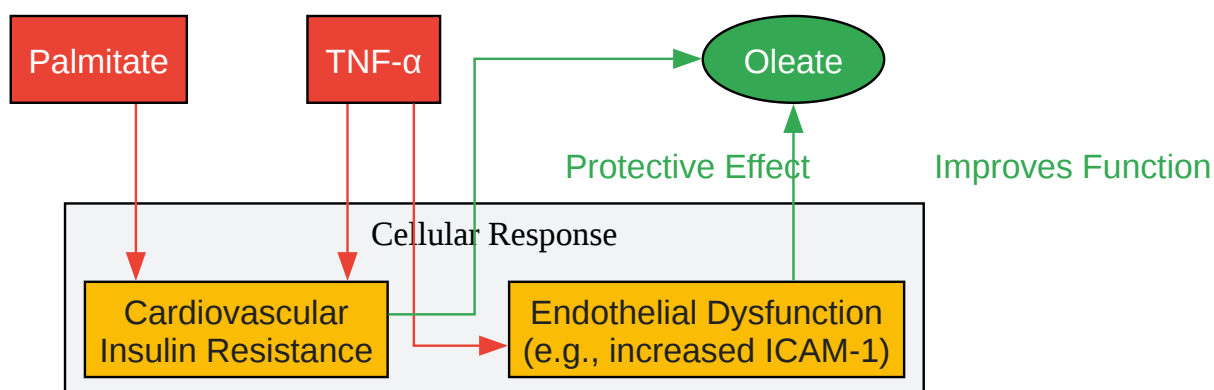 Palmitate
TNF-α
Oleate
Protective Effect
Improves Function
Cellular Response
Cardiovascular
Insulin Resistance
Endothelial Dysfunction
(e.g., increased ICAM-1)